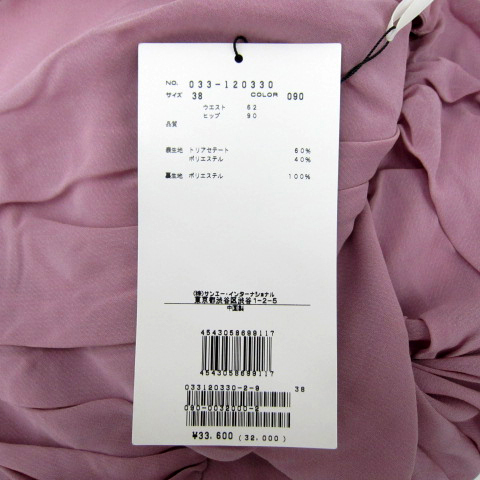 NO. 033-120330
サイズ 38 COLOR 090
ウエスト 62
ヒップ 90
品質
表生地 トリアセテート 60%
ポリエステル 40%
裏生地 ポリエステル 100%
(株)サンエー・インターナショナル
東京都渋谷区渋谷1-2-5
中国製
4543058699117
4543058699117
033120330-2-9 38
090-0032000-2
¥33,600 (32,000)